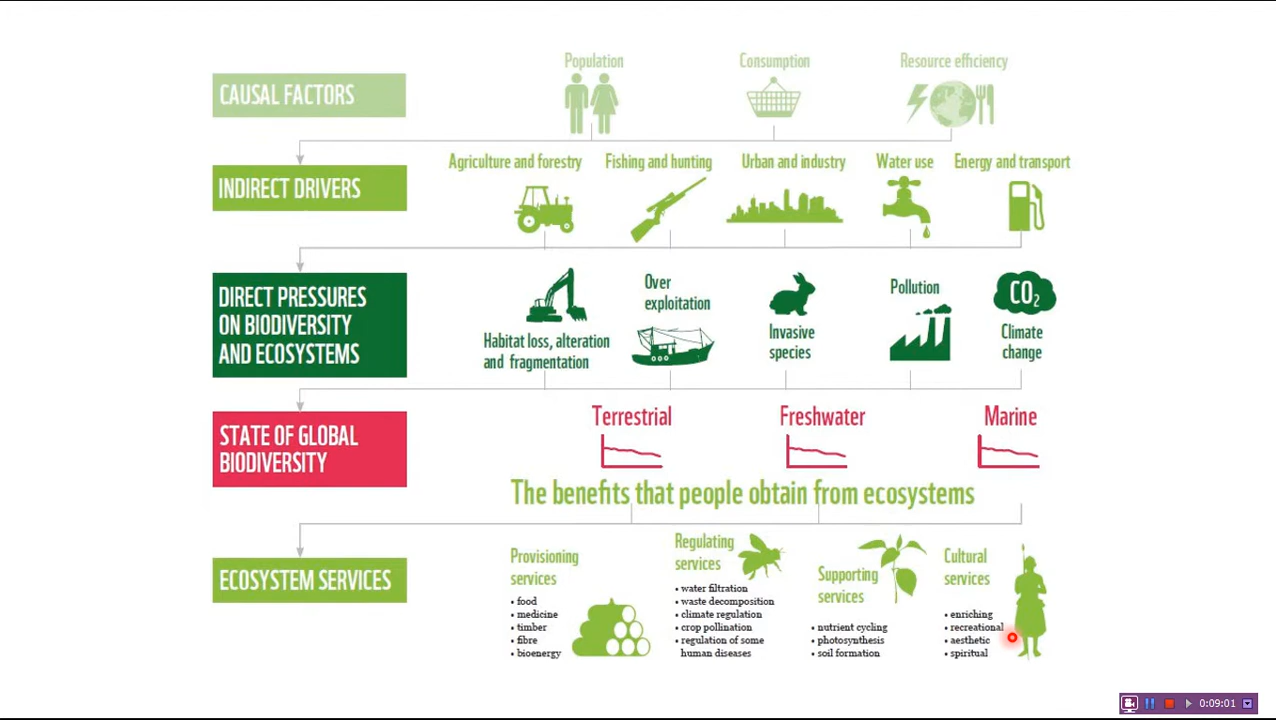 Population
Consumption
Resource efficiency
CAUSAL FACTORS
Agriculture and forestry
Fishing and hunting
Urban and industry
Water use
Energy and transport
INDIRECT DRIVERS
DIRECT PRESSURES
ON BIODIVERSITY
AND ECOSYSTEMS
Habitat loss, alteration
and fragmentation
Over
exploitation
Invasive
species
Pollution
CO2
Climate
change
STATE OF GLOBAL
BIODIVERSITY
Terrestrial
Freshwater
Marine
The benefits that people obtain from ecosystems
ECOSYSTEM SERVICES
Provisioning
services
• food
• medicine
• timber
• fibre
• bioenergy
Regulating
services
• water filtration
• waste decomposition
• climate regulation
• crop pollination
• regulation of some
human diseases
Supporting
services
• nutrient cycling
• photosynthesis
• soil formation
Cultural
services
• enriching
• recreational
• aesthetic
• spiritual
0:09:01